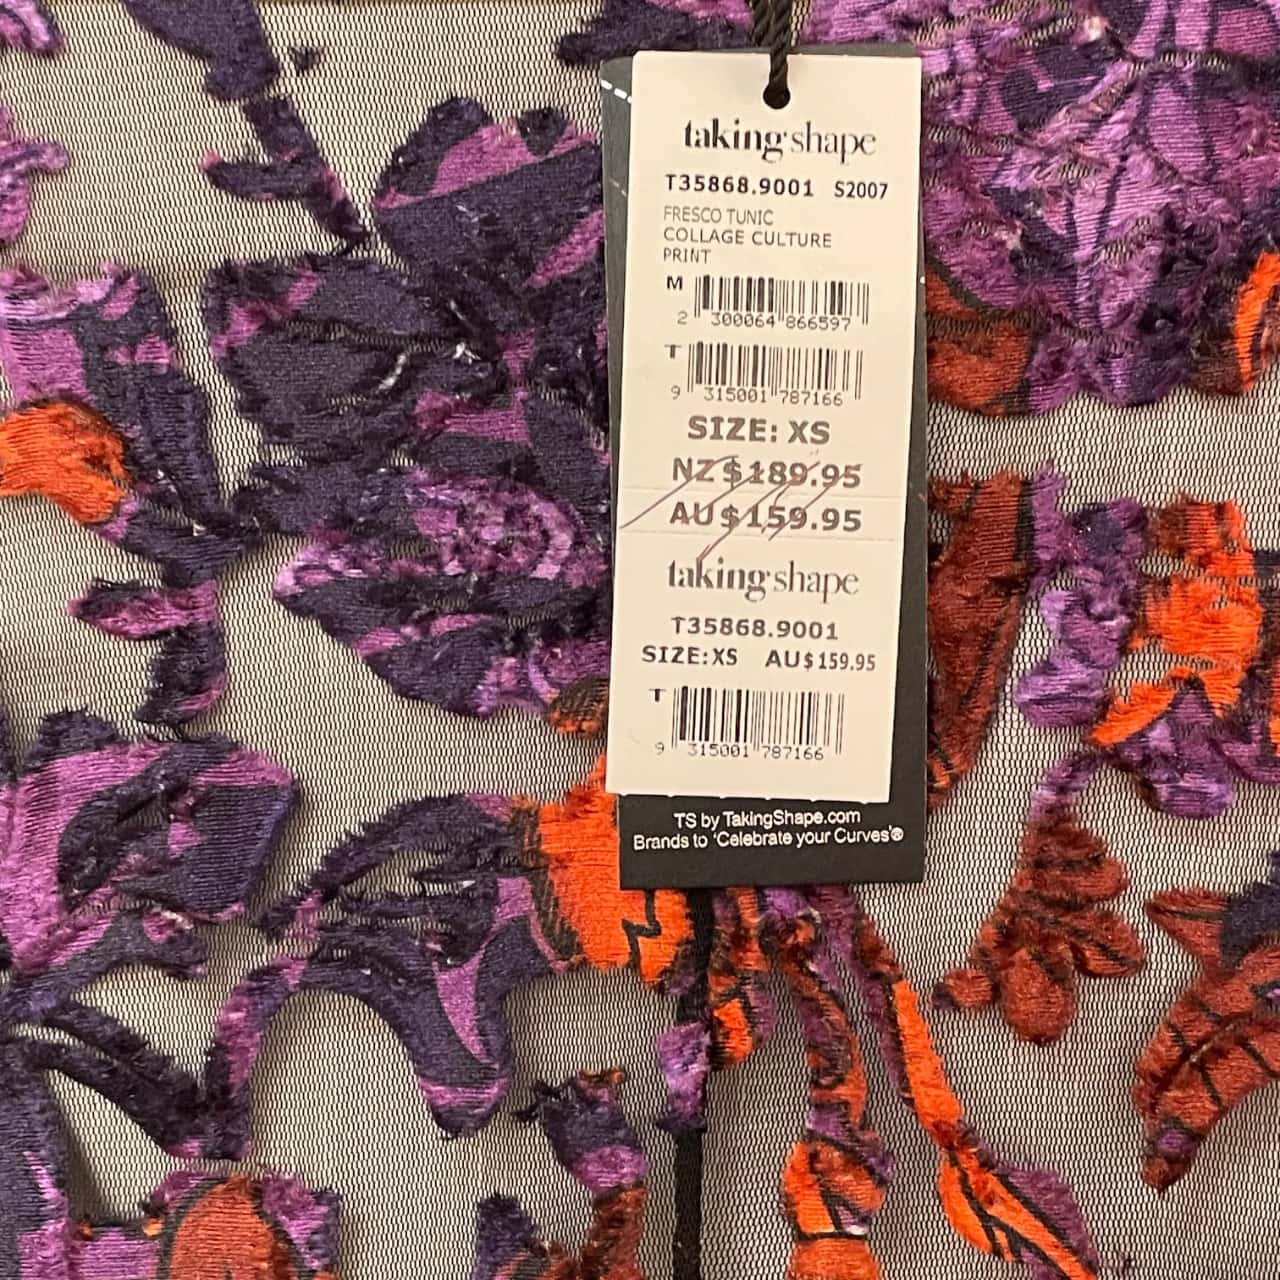 taking shape
T35868.9001 S2007
FRESCO TUNIC
COLLAGE CULTURE
PRINT
M
2 300064 866597
T
9 315001 787166
SIZE: XS
NZ $189.95
AU $159.95
taking shape
T35868.9001
SIZE:XS AU$159.95
T
9 315001 787166
TS by TakingShape.com
Brands to 'Celebrate your Curves'®